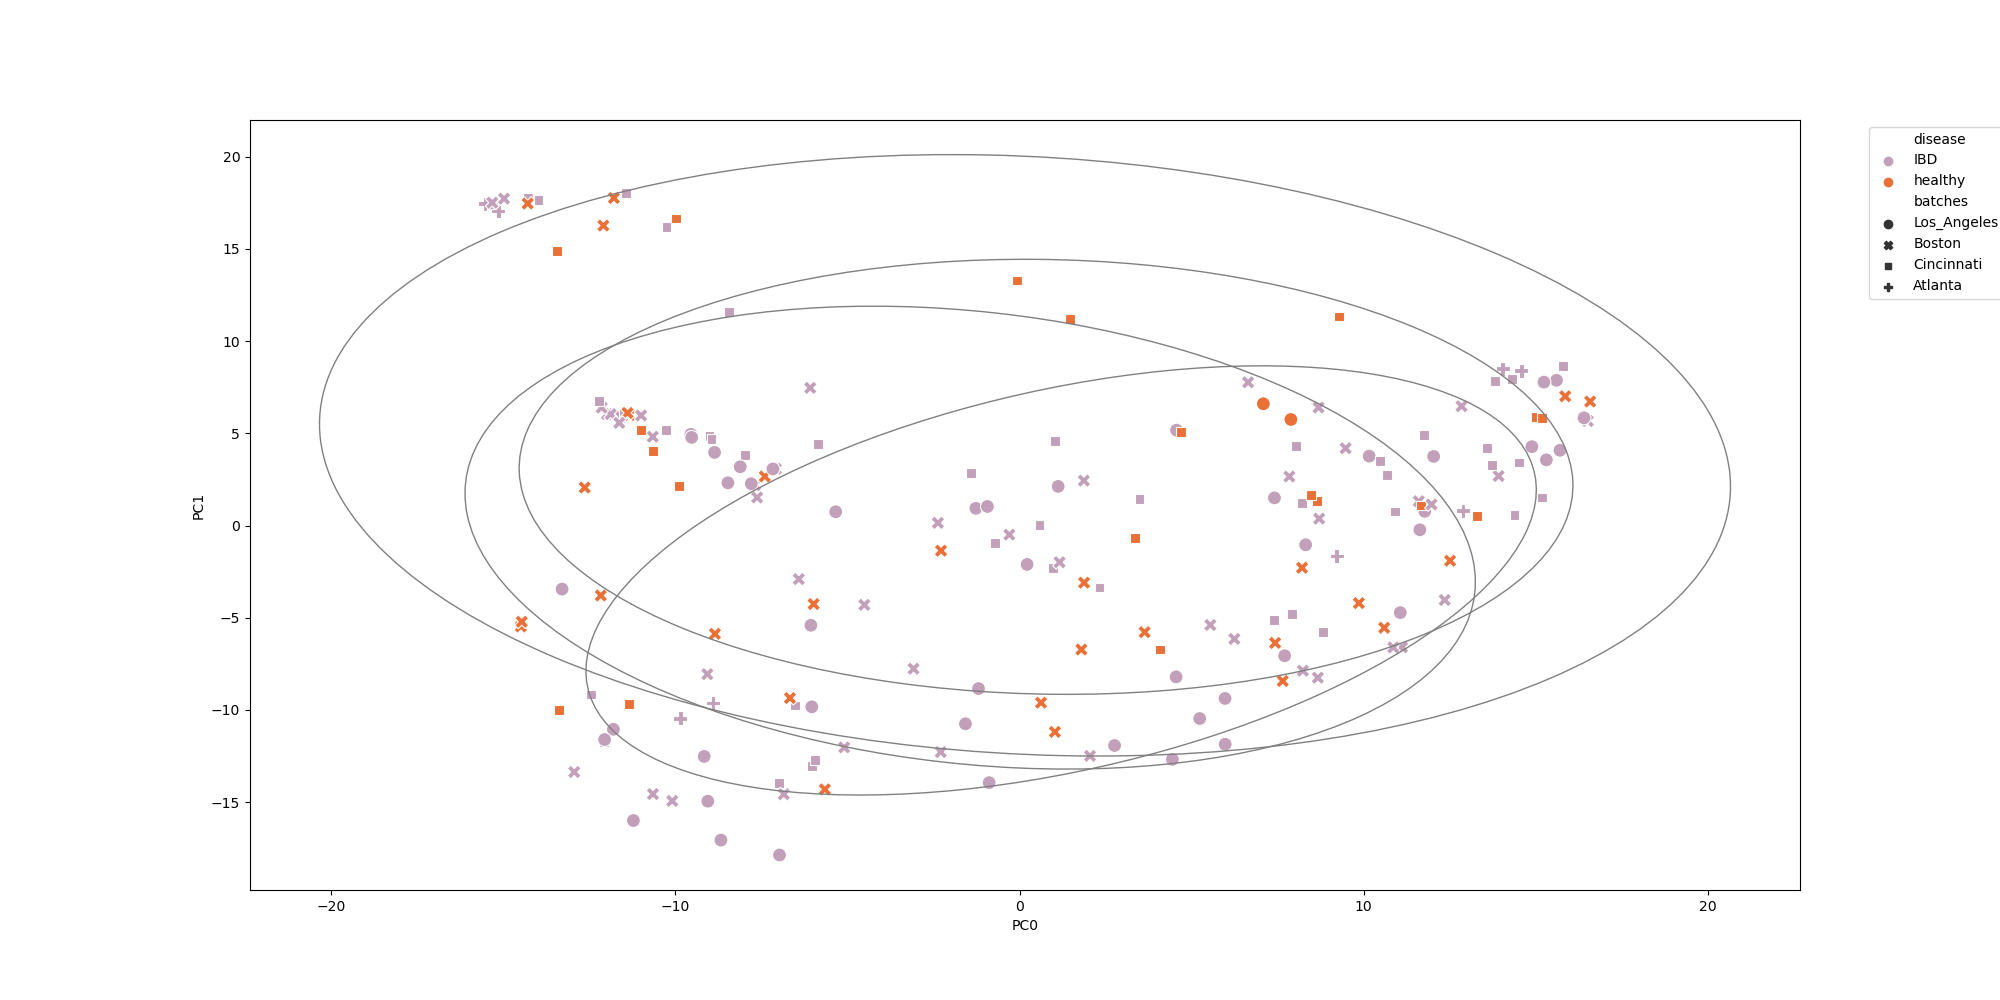 disease
IBD
healthy
batches
Los_Angeles
Boston
Cincinnati
Atlanta
20
15
10
5
0
−5
−10
−15
PC1
−20
−10
0
10
20
PC0